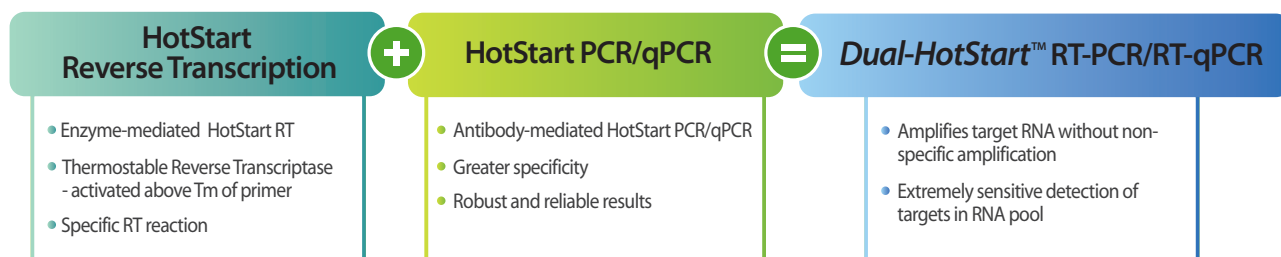 HotStart
Reverse Transcription
+
HotStart PCR/qPCR
=
Dual-HotStart™ RT-PCR/RT-qPCR
• Enzyme-mediated HotStart RT
• Thermostable Reverse Transcriptase
- activated above Tm of primer
• Specific RT reaction
• Antibody-mediated HotStart PCR/qPCR
• Greater specificity
• Robust and reliable results
• Amplifies target RNA without non-
specific amplification
• Extremely sensitive detection of
targets in RNA pool